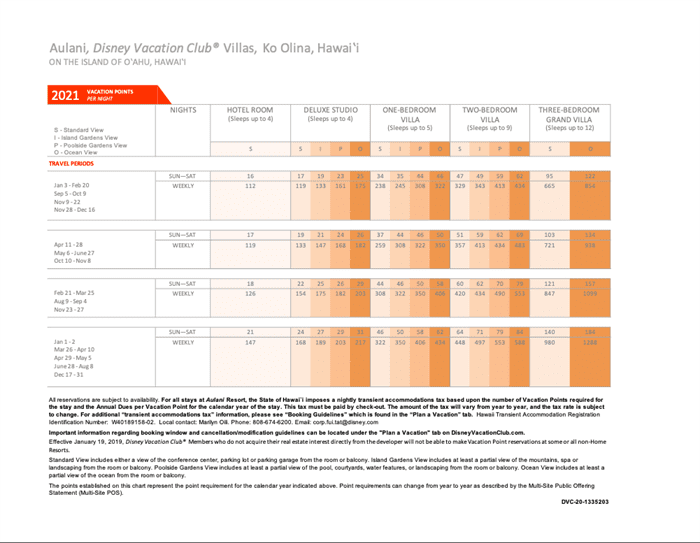 Aulani, Disney Vacation Club® Villas, Ko Olina, Hawai'i
ON THE ISLAND OF O'AHU, HAWAI'I
2021 VACATION POINTS
PER NIGHT
NIGHTS HOTEL ROOM DELUXE STUDIO ONE-BEDROOM TWO-BEDROOM THREE-BEDROOM
(Sleeps up to 4) (Sleeps up to 4) VILLA VILLA GRAND VILLA
(Sleeps up to 5) (Sleeps up to 9) (Sleeps up to 12)
S - Standard View
I - Island Gardens View
P - Poolside Gardens View
O - Ocean View
S S I P O S I P O S I P O S O
TRAVEL PERIODS
SUN—SAT 16 17 19 23 25 34 35 44 47 49 59 62 95 122
Jan 3 - Feb 20 WEEKLY 112 119 133 161 175 238 245 308 322 329 343 413 434 665 854
Sep 5 - Oct 9
Nov 9 - 22
Nov 28 - Dec 16
SUN—SAT 17 19 21 24 26 37 44 46 50 51 59 62 69 103 134
Apr 11 - 28 WEEKLY 119 133 147 168 182 259 308 322 350 357 413 434 483 721 938
May 6 - June 27
Oct 10 - Nov 8
SUN—SAT 18 22 25 26 29 44 46 50 58 60 62 70 79 121 157
Feb 21 - Mar 25 WEEKLY 126 154 175 182 203 308 322 350 406 420 434 490 553 847 1099
Aug 9 - Sep 4
Nov 23 - 27
SUN—SAT 21 24 27 29 31 46 50 58 62 64 71 79 84 140 184
Jan 1 - 2 WEEKLY 147 168 189 203 217 322 350 406 434 448 497 553 588 980 1288
Mar 26 - Apr 10
Apr 29 - May 5
June 28 - Aug 8
Dec 17 - 31
All reservations are subject to availability. For all stays at Aulani Resort, the State of Hawai'i imposes a nightly transient accommodations tax based upon the number of Vacation Points required for
the stay and the Annual Dues per Vacation Point for the calendar year of the stay. This tax must be paid by check-out. The amount of the tax will vary from year to year, and the tax rate is subject
to change. For additional "transient accommodations tax" information, please see "Booking Guidelines" which is found in the "Plan a Vacation" tab. Hawaii Transient Accommodation Registration
Identification Number: W40189158-02. Local contact: Marilyn Oili. Phone: 808-674-6200. Email: corp.fui.tat@disney.com
Important information regarding booking window and cancellation/modification guidelines can be located under the "Plan a Vacation" tab on DisneyVacationClub.com.
Effective January 19, 2019, Disney Vacation Club® Members who do not acquire their real estate interest directly from the developer will not be able to make Vacation Point reservations at some or all non-Home
Resorts.
Standard View includes either a view of the conference center, parking lot or parking garage from the room or balcony. Island Gardens View includes at least a partial view of the mountains, spa or
landscaping from the room or balcony. Poolside Gardens View includes at least a partial view of the pool, courtyards, water features, or landscaping from the room or balcony. Ocean View includes at least a
partial view of the ocean from the room or balcony.
The points established on this chart represent the point requirement for the calendar year indicated above. Point requirements can change from year to year as described by the Multi-Site Public Offering
Statement (Multi-Site POS).
DVC-20-1335203